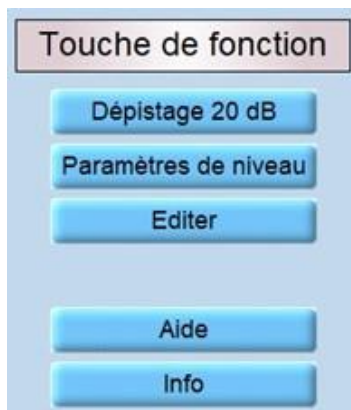 Touche de fonction
Dépistage 20 dB
Paramètres de niveau
Editer
Aide
Info